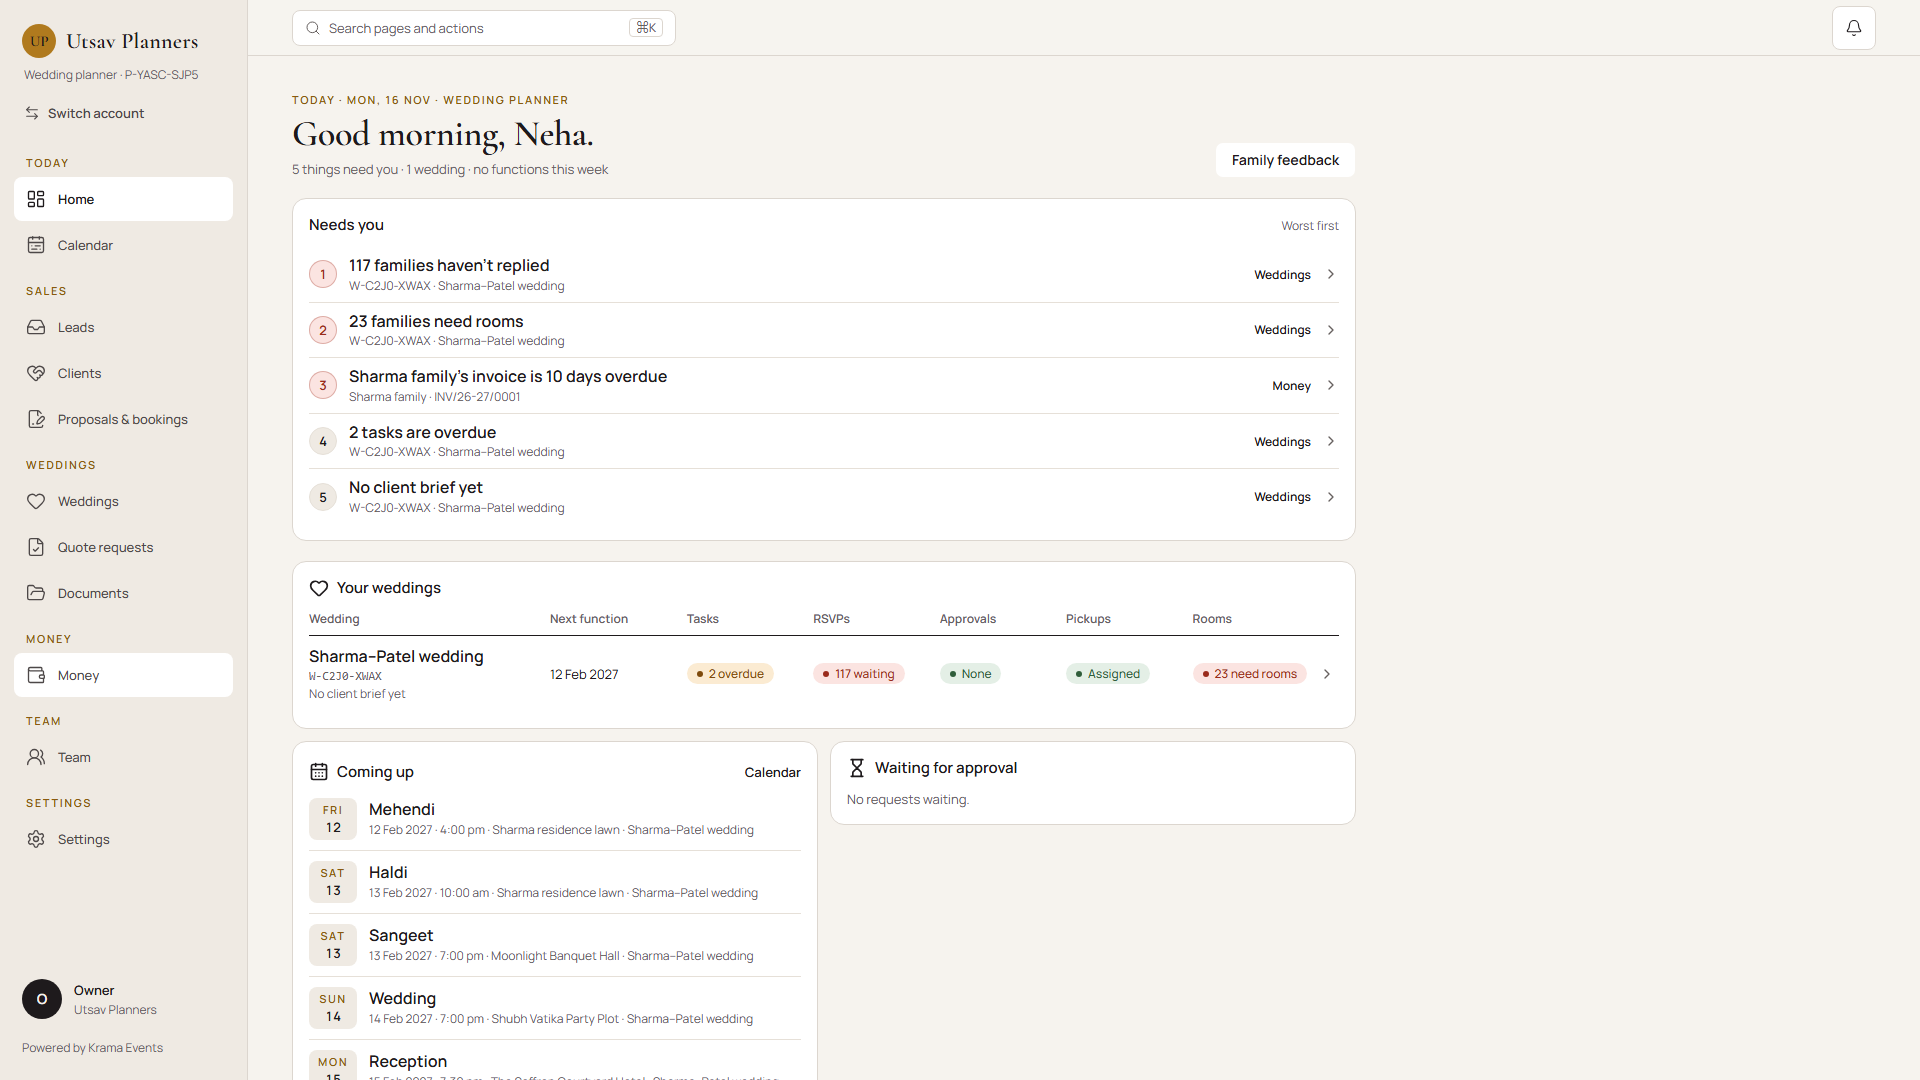 UP Utsav Planners
Wedding planner · P-YASC-SJP5
Switch account
TODAY
Home
Calendar
SALES
Leads
Clients
Proposals & bookings
WEDDINGS
Weddings
Quote requests
Documents
MONEY
Money
TEAM
Team
SETTINGS
Settings
O Owner
Utsav Planners
Powered by Krama Events
Search pages and actions ⌘K
TODAY · MON, 16 NOV · WEDDING PLANNER
Good morning, Neha.
5 things need you · 1 wedding · no functions this week
Family feedback
Needs you Worst first
1 117 families haven't replied Weddings
W-C2J0-XWAX · Sharma–Patel wedding
2 23 families need rooms Weddings
W-C2J0-XWAX · Sharma–Patel wedding
3 Sharma family's invoice is 10 days overdue Money
Sharma family · INV/26-27/0001
4 2 tasks are overdue Weddings
W-C2J0-XWAX · Sharma–Patel wedding
5 No client brief yet Weddings
W-C2J0-XWAX · Sharma–Patel wedding
Your weddings
Wedding Next function Tasks RSVPs Approvals Pickups Rooms
Sharma–Patel wedding
W-C2J0-XWAX
No client brief yet
12 Feb 2027 2 overdue 117 waiting None Assigned 23 need rooms
Coming up Calendar
FRI 12 Mehendi
12 Feb 2027 · 4:00 pm · Sharma residence lawn · Sharma–Patel wedding
SAT 13 Haldi
13 Feb 2027 · 10:00 am · Sharma residence lawn · Sharma–Patel wedding
SAT 13 Sangeet
13 Feb 2027 · 7:00 pm · Moonlight Banquet Hall · Sharma–Patel wedding
SUN 14 Wedding
14 Feb 2027 · 7:00 pm · Shubh Vatika Party Plot · Sharma–Patel wedding
MON 15 Reception
Waiting for approval
No requests waiting.